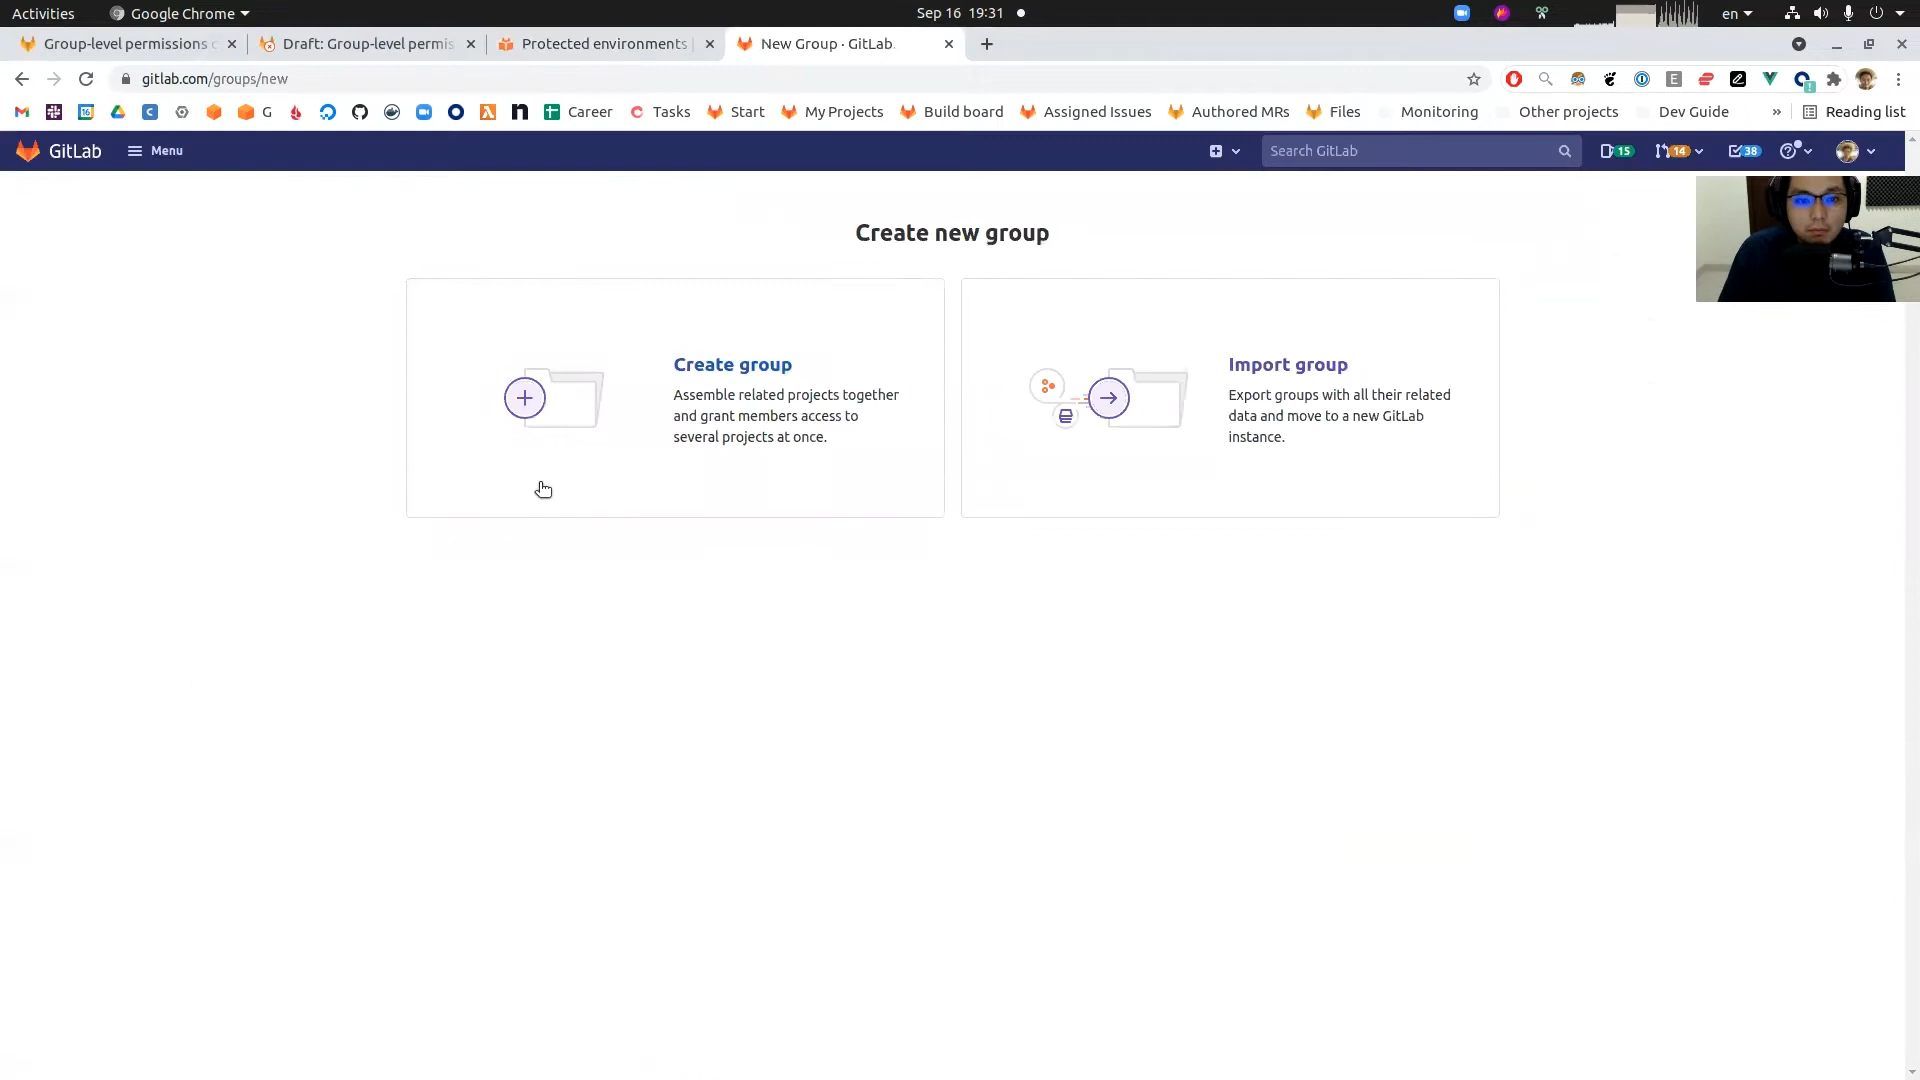 Activities Google Chrome Sep 16 19:31 en
Group-level permissions Draft: Group-level permis Protected environments New Group · GitLab
gitlab.com/groups/new
G Career Tasks Start My Projects Build board Assigned Issues Authored MRs Files Monitoring Other projects Dev Guide » Reading list
GitLab Menu Search GitLab 15 14 38
Create new group
Create group
Assemble related projects together
and grant members access to
several projects at once.
Import group
Export groups with all their related
data and move to a new GitLab
instance.